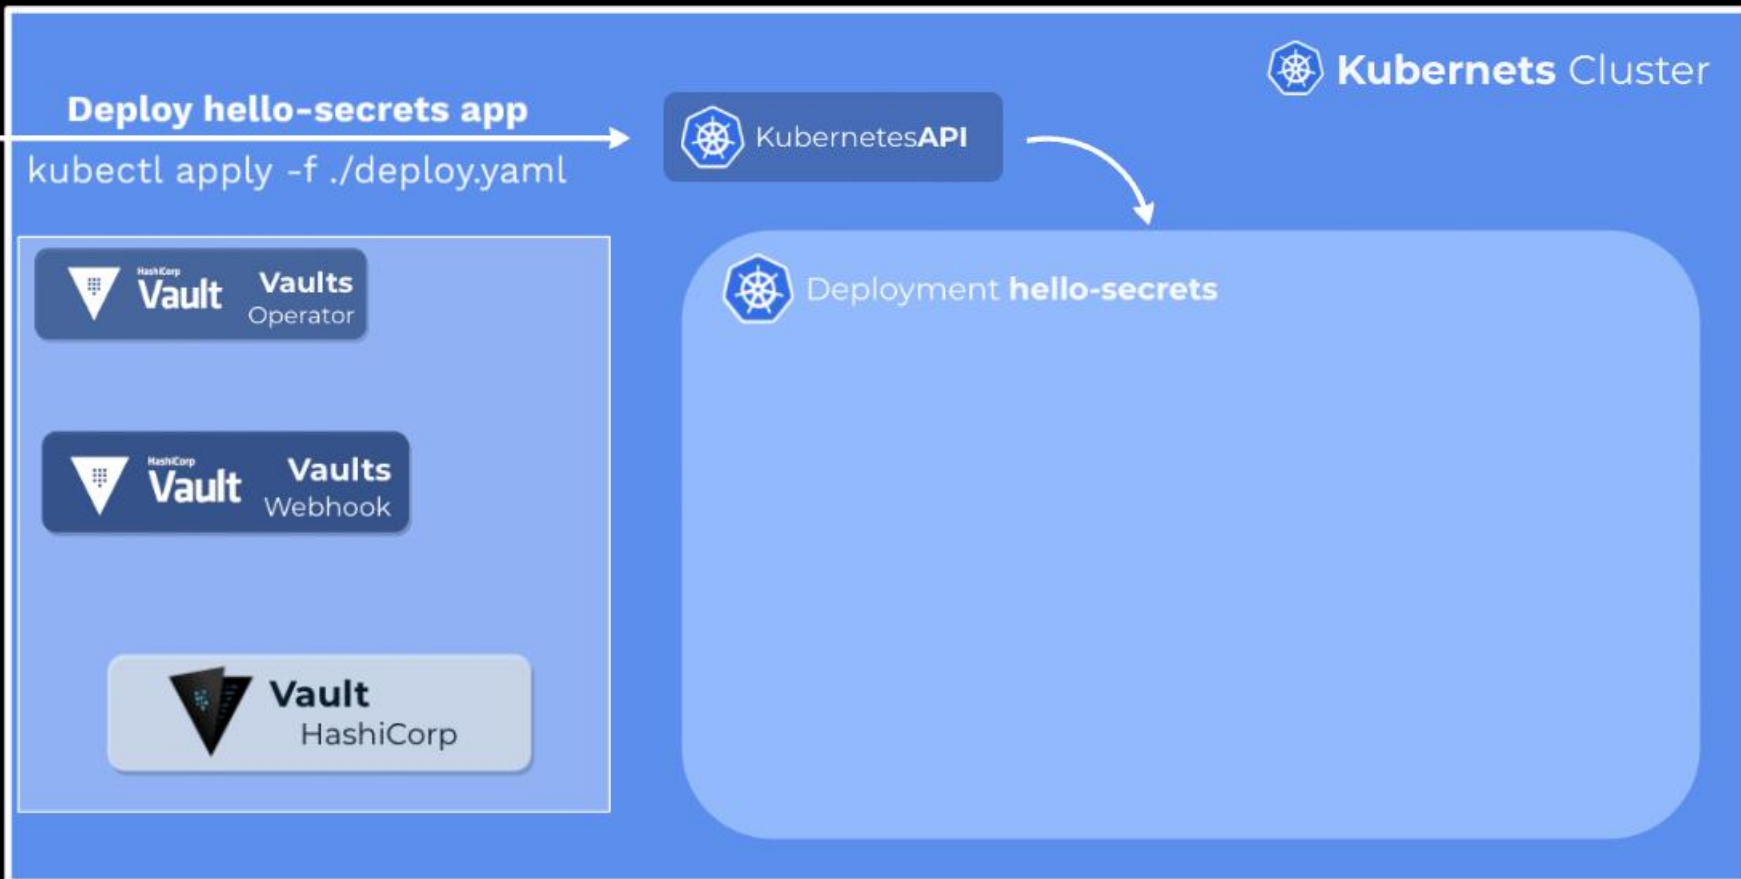 Kubernets Cluster
Deploy hello-secrets app
kubectl apply -f ./deploy.yaml
KubernetesAPI
HashiCorp
Vault
Vaults
Operator
Deployment hello-secrets
HashiCorp
Vault
Vaults
Webhook
Vault
HashiCorp